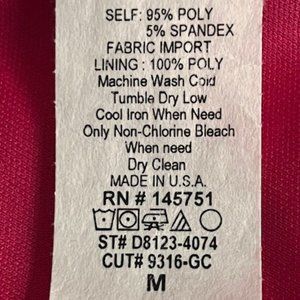 SELF: 95% POLY
5% SPANDEX
FABRIC IMPORT
LINING : 100% POLY
Machine Wash Cold
Tumble Dry Low
Cool Iron When Need
Only Non-Chlorine Bleach
When need
Dry Clean
MADE IN U.S.A.
RN # 145751
ST# D8123-4074
CUT# 9316-GC
M